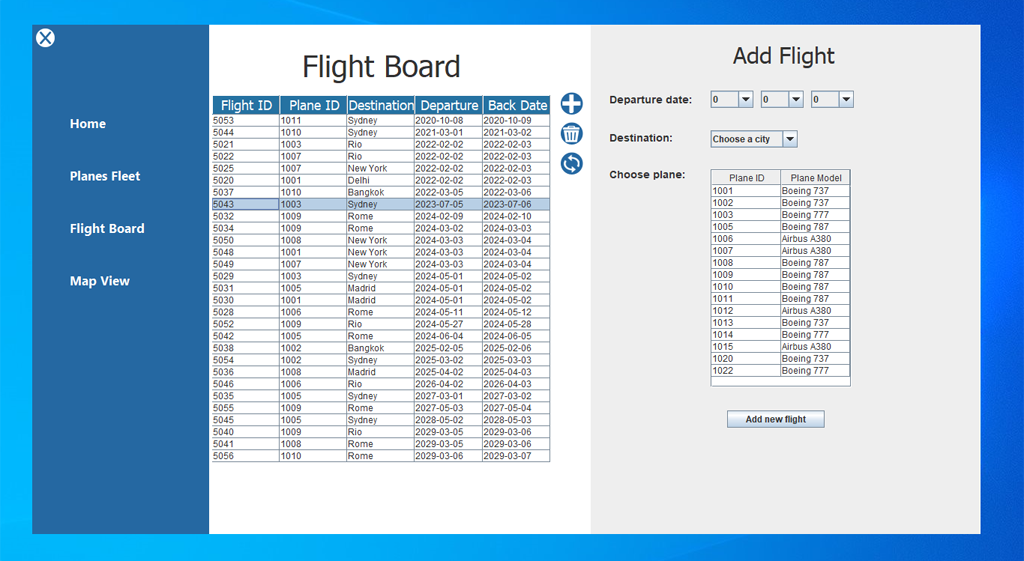 Home
Planes Fleet
Flight Board
Map View
Flight Board
Flight ID Plane ID Destination Departure Back Date
5053 1011 Sydney 2020-10-08 2020-10-09
5044 1010 Sydney 2021-03-01 2021-03-02
5021 1003 Rio 2022-02-02 2022-02-03
5022 1007 Rio 2022-02-02 2022-02-03
5025 1007 New York 2022-02-02 2022-02-03
5020 1001 Delhi 2022-02-02 2022-02-03
5037 1010 Bangkok 2022-03-05 2022-03-06
5043 1003 Sydney 2023-07-05 2023-07-06
5032 1009 Rome 2024-02-09 2024-02-10
5034 1009 Rome 2024-03-02 2024-03-03
5050 1008 New York 2024-03-03 2024-03-04
5048 1001 New York 2024-03-03 2024-03-04
5049 1007 New York 2024-03-03 2024-03-04
5029 1003 Sydney 2024-05-01 2024-05-02
5031 1005 Madrid 2024-05-01 2024-05-02
5030 1001 Madrid 2024-05-01 2024-05-02
5028 1006 Rome 2024-05-11 2024-05-12
5052 1009 Rio 2024-05-27 2024-05-28
5042 1005 Rome 2024-06-04 2024-06-05
5038 1002 Bangkok 2025-02-05 2025-02-06
5054 1002 Sydney 2025-03-02 2025-03-03
5036 1008 Madrid 2025-04-02 2025-04-03
5046 1006 Rio 2026-04-02 2026-04-03
5035 1005 Sydney 2027-03-01 2027-03-02
5055 1009 Rome 2027-05-03 2027-05-04
5045 1005 Sydney 2028-05-02 2028-05-03
5040 1009 Rio 2029-03-05 2029-03-06
5041 1008 Rome 2029-03-05 2029-03-06
5056 1010 Rome 2029-03-06 2029-03-07
Add Flight
Departure date: 0 0 0
Destination: Choose a city
Choose plane:
Plane ID Plane Model
1001 Boeing 737
1002 Boeing 737
1003 Boeing 777
1005 Boeing 787
1006 Airbus A380
1007 Airbus A380
1008 Boeing 787
1009 Boeing 787
1010 Boeing 787
1011 Boeing 787
1012 Airbus A380
1013 Boeing 737
1014 Boeing 777
1015 Airbus A380
1020 Boeing 737
1022 Boeing 777
Add new flight